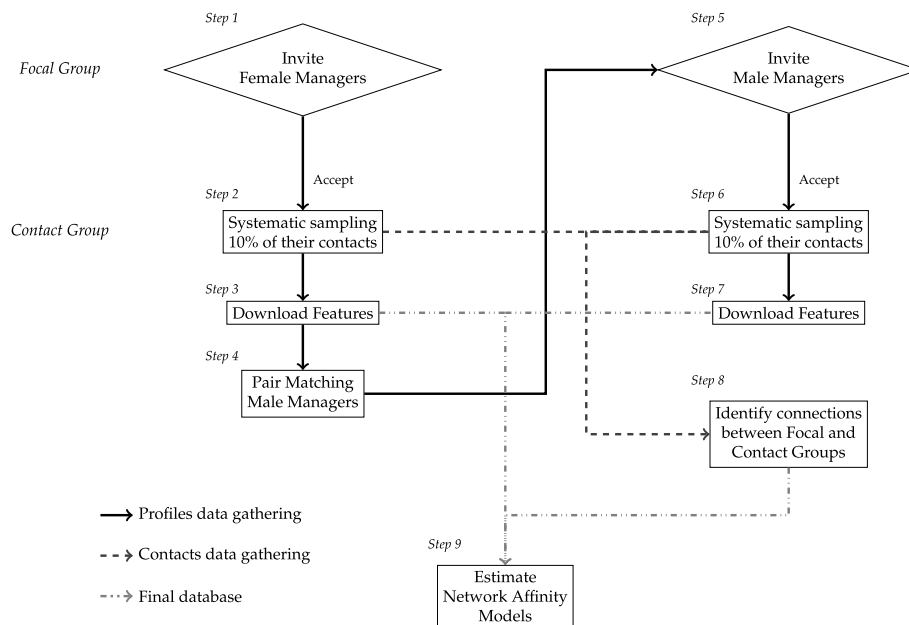 Step 1
Step 5
Focal Group
Invite
Female Managers
Invite
Male Managers
Accept
Accept
Step 2
Step 6
Contact Group
Systematic sampling
10% of their contacts
Systematic sampling
10% of their contacts
Step 3
Step 7
Download Features
Download Features
Step 4
Pair Matching
Male Managers
Step 8
Identify connections
between Focal and
Contact Groups
Profiles data gathering
Contacts data gathering
Final database
Step 9
Estimate
Network Affinity
Models